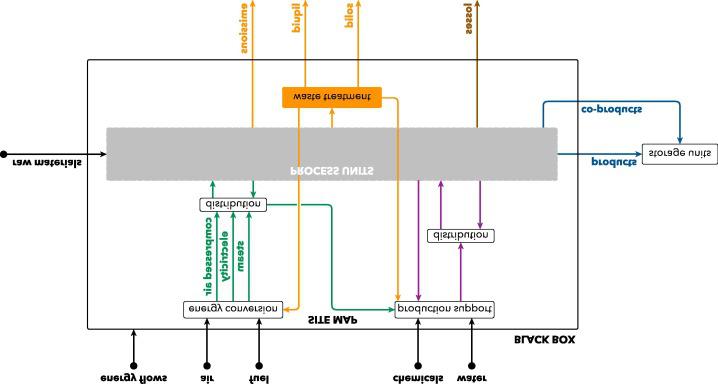 emissions
liquid
solid
losses
waste treatment
co-products
raw materials
PROCESS UNITS
products
storage units
distribution
compressed air
electricity
steam
distribution
energy conversion
SITE MAP
production support
BLACK BOX
energy flows
air
fuel
chemicals
water